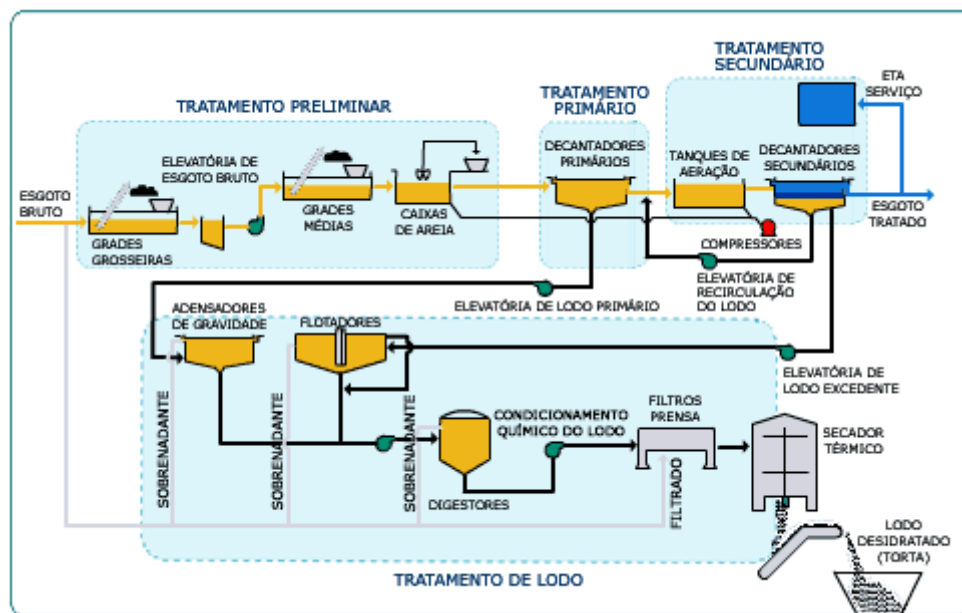 TRATAMENTO
SECUNDÁRIO
TRATAMENTO PRELIMINAR
TRATAMENTO
PRIMÁRIO
ETA
SERVIÇO
ELEVATÓRIA DE
ESGOTO BRUTO
DECANTADORES
PRIMÁRIOS
TANQUES DE
AERAÇÃO
DECANTADORES
SECUNDÁRIOS
ESGOTO
BRUTO
GRADES
GROSSEIRAS
GRADES
MÉDIAS
CAIXAS
DE AREIA
COMPRESSORES
ESGOTO
TRATADO
ELEVATÓRIA DE
RECIRCULAÇÃO
DO LODO
ELEVATÓRIA DE LODO PRIMÁRIO
ADENSADORES
DE GRAVIDADE
FLOTADORES
ELEVATÓRIA DE
LODO EXCEDENTE
SOBRENADANTE
SOBRENADANTE
SOBRENADANTE
CONDICIONAMENTO
QUÍMICO DO LODO
FILTROS
PRENSA
SECADOR
TÉRMICO
DIGESTORES
FILTRADO
LODO
DESIDRATADO
(TORTA)
TRATAMENTO DE LODO